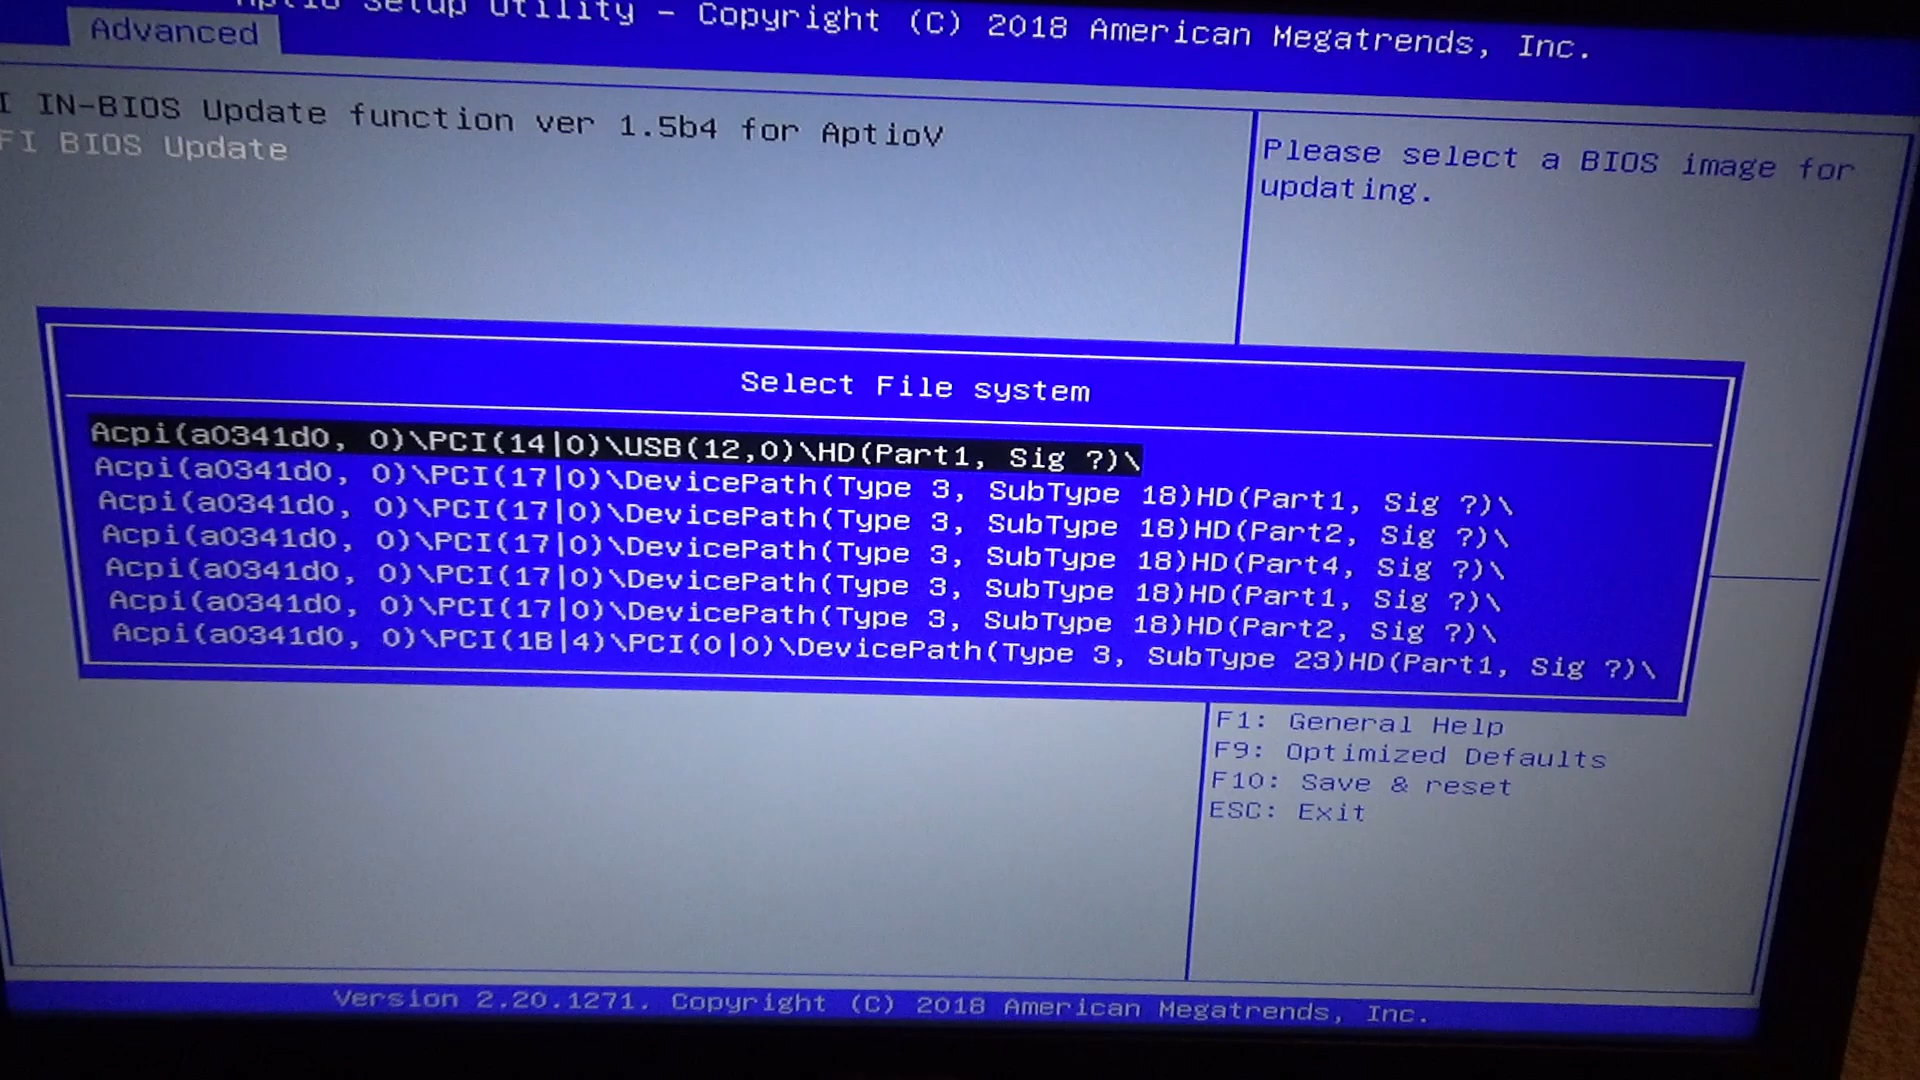 Aptio Setup Utility - Copyright (C) 2018 American Megatrends, Inc.
Advanced
I IN-BIOS Update function ver 1.5b4 for AptioV
FI BIOS Update
Please select a BIOS image for
updating.
Select File system
Acpi(a0341d0, 0)\PCI(14|0)\USB(12,0)\HD(Part1, Sig ?)\
Acpi(a0341d0, 0)\PCI(17|0)\DevicePath(Type 3, SubType 18)HD(Part1, Sig ?)\
Acpi(a0341d0, 0)\PCI(17|0)\DevicePath(Type 3, SubType 18)HD(Part2, Sig ?)\
Acpi(a0341d0, 0)\PCI(17|0)\DevicePath(Type 3, SubType 18)HD(Part4, Sig ?)\
Acpi(a0341d0, 0)\PCI(17|0)\DevicePath(Type 3, SubType 18)HD(Part1, Sig ?)\
Acpi(a0341d0, 0)\PCI(17|0)\DevicePath(Type 3, SubType 18)HD(Part2, Sig ?)\
Acpi(a0341d0, 0)\PCI(1B|4)\PCI(0|0)\DevicePath(Type 3, SubType 23)HD(Part1, Sig ?)\
F1: General Help
F9: Optimized Defaults
F10: Save & reset
ESC: Exit
Version 2.20.1271. Copyright (C) 2018 American Megatrends, Inc.